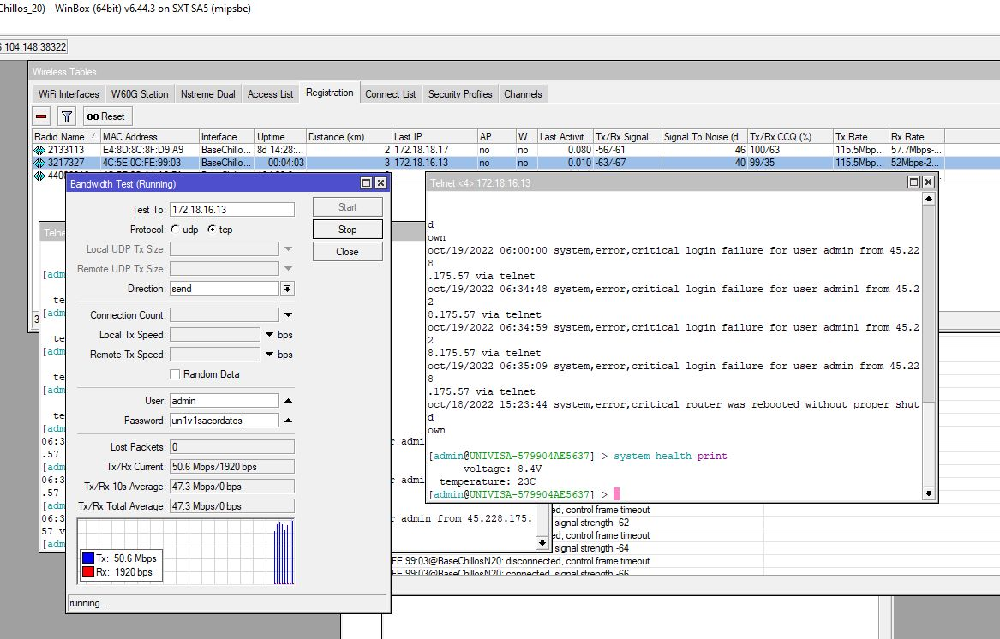 Chillos_20) - WinBox (64bit) v6.44.3 on SXT SA5 (mipsbe)
.104.148:38322
Wireless Tables
WiFi Interfaces W60G Station Nstreme Dual Access List Registration Connect List Security Profiles Channels
00 Reset
Radio Name MAC Address Interface Uptime Distance (km) Last IP AP W... Last Activit... Tx/Rx Signal ... Signal To Noise (d... Tx/Rx CCQ (%) Tx Rate Rx Rate
2133113 E4:8D:8C:8F:D9:A9 BaseChillo... 8d 14:28:... 2 172.18.18.17 no no 0.080 -56/-61 46 100/63 115.5Mbp... 57.7Mbps-...
3217327 4C:5E:0C:FE:99:03 BaseChillo... 00:04:03 3 172.18.16.13 no no 0.010 -63/-67 40 99/35 115.5Mbp... 52Mbps-2...
Bandwidth Test (Running)
Test To: 172.18.16.13
Protocol: udp tcp
Local UDP Tx Size:
Remote UDP Tx Size:
Direction: send
Connection Count:
Local Tx Speed: bps
Remote Tx Speed: bps
Random Data
User: admin
Password: un1v1sacordatos
Lost Packets: 0
Tx/Rx Current: 50.6 Mbps/1920 bps
Tx/Rx 10s Average: 47.3 Mbps/0 bps
Tx/Rx Total Average: 47.3 Mbps/0 bps
Tx: 50.6 Mbps
Rx: 1920 bps
running...
Start
Stop
Close
Telnet <4> 172.18.16.13
d
own
oct/19/2022 06:00:00 system,error,critical login failure for user admin from 45.22
8
.175.57 via telnet
oct/19/2022 06:34:48 system,error,critical login failure for user admin1 from 45.2
2
8.175.57 via telnet
oct/19/2022 06:34:59 system,error,critical login failure for user admin1 from 45.2
2
8.175.57 via telnet
oct/19/2022 06:35:09 system,error,critical login failure for user admin from 45.22
8
.175.57 via telnet
oct/18/2022 15:23:44 system,error,critical router was rebooted without proper shut
d
own
[admin@UNIVISA-579904AE5637] > system health print
voltage: 8.4V
temperature: 23C
[admin@UNIVISA-579904AE5637] >
Telne
[adm
te
[adm
te
[adm
te
[adm
te
[adm
06:3
.57
[adm
06:3
.57
[adm
06:3
57 v
[adm
r admi
r admi
r admin from 45.228.175.
ed, control frame timeout
signal strength -62
ed, control frame timeout
signal strength -64
FE:99:03@BaseChillosN20: disconnected, control frame timeout
FE:99:03@BaseChillosN20: connected, signal strength -66